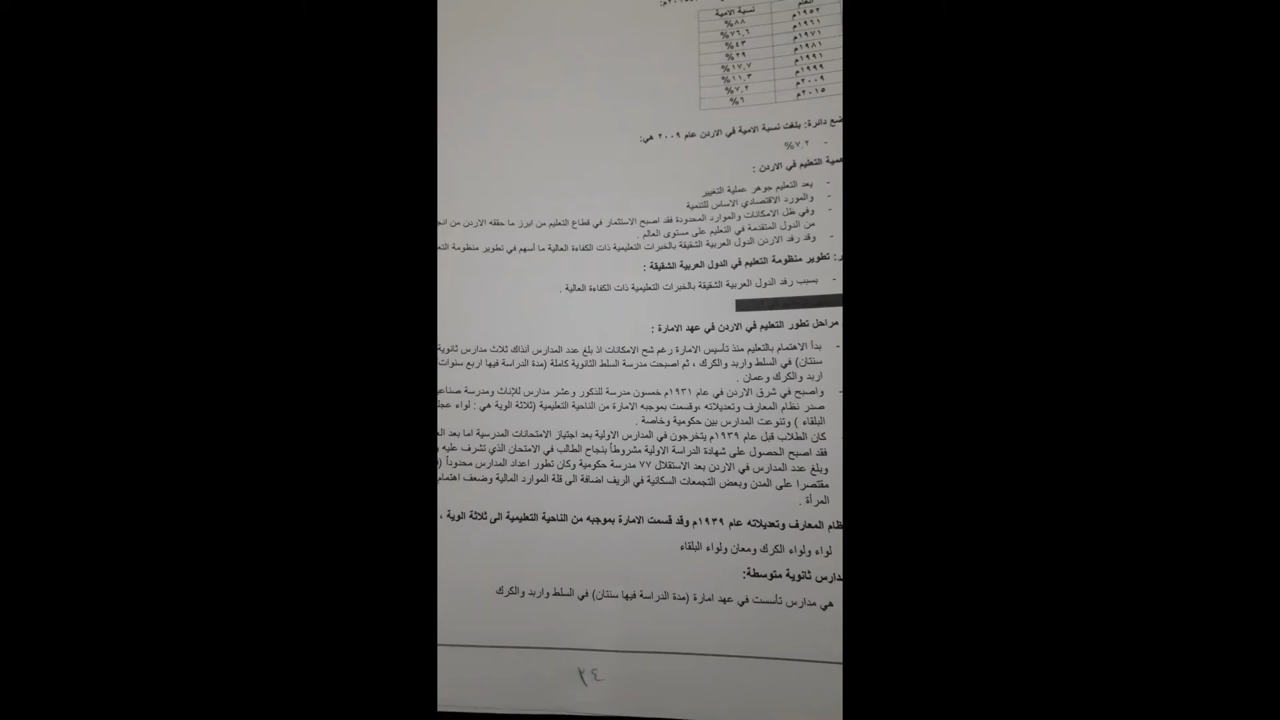 العام نسبة الامية
١٩٥٢م ٨٨%
١٩٦١م ٧٦,٦%
١٩٧١م ٤٣%
١٩٨١م ٢٩%
١٩٩١م ١٧,٧%
١٩٩٩م ١١,٣%
٢٠٠٩م ٧,٢%
٢٠١٥م ٦%
دائرة: بلغت نسبة الامية في الاردن عام ٢٠٠٩ هي:
- ٧,٢%
التعليم في الاردن :
- يعد التعليم جوهر عملية التغيير
- والمورد الاقتصادي الاساس للتنمية
- وفي ظل الامكانات والموارد المحدودة فقد اصبح الاستثمار في قطاع التعليم من ابرز ما حققه الاردن من
من الدول المتقدمة في التعليم على مستوى العالم .
- وقد رفد الاردن الدول العربية الشقيقة بالخبرات التعليمية ذات الكفاءة العالية ما أسهم في تطوير منظومة
: تطوير منظومة التعليم في الدول العربية الشقيقة :
- بسبب رفد الدول العربية الشقيقة بالخبرات التعليمية ذات الكفاءة العالية .
مراحل تطور التعليم في الاردن في عهد الامارة :
- بدأ الاهتمام بالتعليم منذ تأسيس الامارة رغم شح الامكانات اذ بلغ عدد المدارس أنذاك ثلاث مدارس ثانوية
سنتان) في السلط واربد والكرك ، ثم اصبحت مدرسة السلط الثانوية كاملة (مدة الدراسة فيها اربع سنوات
اربد والكرك وعمان .
- واصبح في شرق الاردن في عام ١٩٣١م خمسون مدرسة للذكور وعشر مدارس للإناث ومدرسة
صدر نظام المعارف وتعديلاته ،وقسمت بموجبه الامارة من الناحية التعليمية (ثلاثة الوية هي : لواء
البلقاء ) وتنوعت المدارس بين حكومية وخاصة .
كان الطلاب قبل عام ١٩٣٩م يتخرجون في المدارس الاولية بعد اجتياز الامتحانات المدرسية اما بعد
فقد اصبح الحصول على شهادة الدراسة الاولية مشروطاً بنجاح الطالب في الامتحان الذي تشرف عليه
وبلغ عدد المدارس في الاردن بعد الاستقلال ٧٧ مدرسة حكومية وكان تطور اعداد المدارس محدوداً (
مقتصرا على المدن وبعض التجمعات السكانية في الريف اضافة الى قلة الموارد المالية وضعف اهتمام
المرأة .
المعارف وتعديلاته عام ١٩٣٩م وقد قسمت الامارة بموجبه من الناحية التعليمية الى ثلاثة الوية ،
لواء ولواء الكرك ومعان ولواء البلقاء
ثانوية متوسطة:
هي مدارس تأسست في عهد امارة (مدة الدراسة فيها سنتان) في السلط واربد والكرك
٢٤